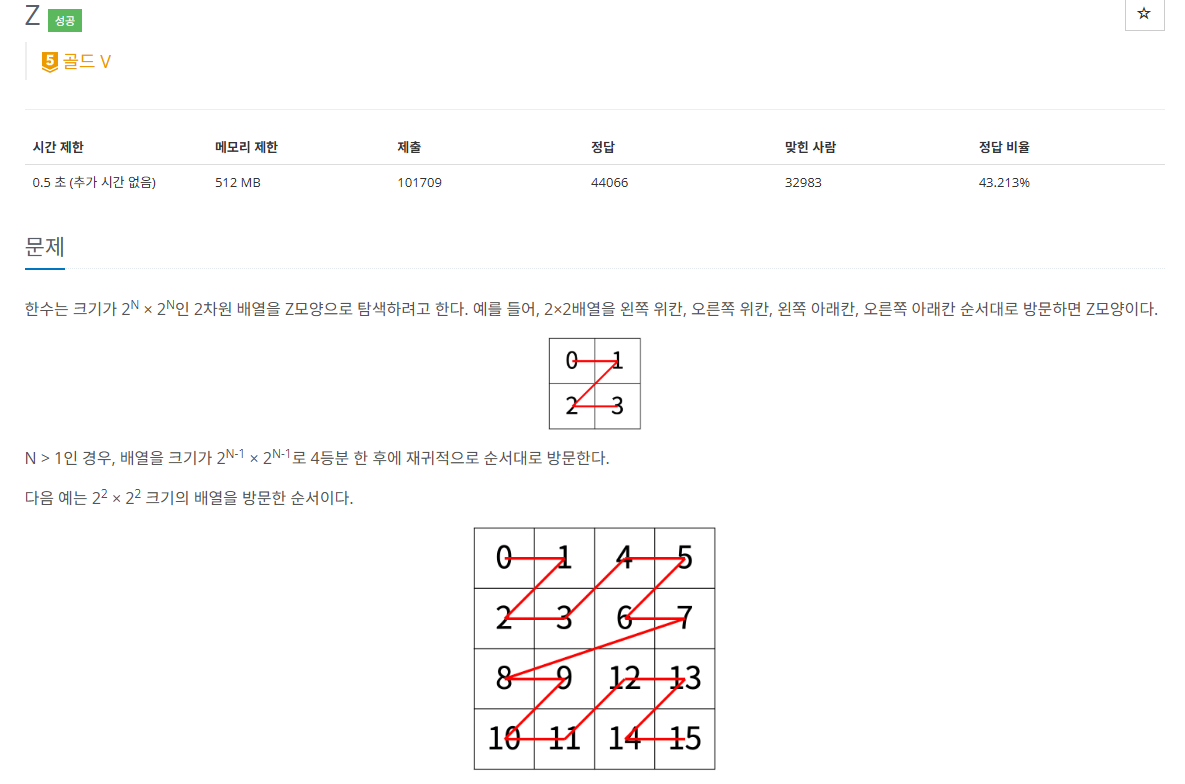 Z 성공
☆
5 골드 V
시간 제한 메모리 제한 제출 정답 맞힌 사람 정답 비율
0.5 초 (추가 시간 없음) 512 MB 101709 44066 32983 43.213%
문제
한수는 크기가 2^N × 2^N인 2차원 배열을 Z모양으로 탐색하려고 한다. 예를 들어, 2×2배열을 왼쪽 위칸, 오른쪽 위칸, 왼쪽 아래칸, 오른쪽 아래칸 순서대로 방문하면 Z모양이다.
0 1
2 3
N > 1인 경우, 배열을 크기가 2^N-1 × 2^N-1로 4등분 한 후에 재귀적으로 순서대로 방문한다.
다음 예는 2^2 × 2^2 크기의 배열을 방문한 순서이다.
0 1 4 5
2 3 6 7
8 9 12 13
10 11 14 15